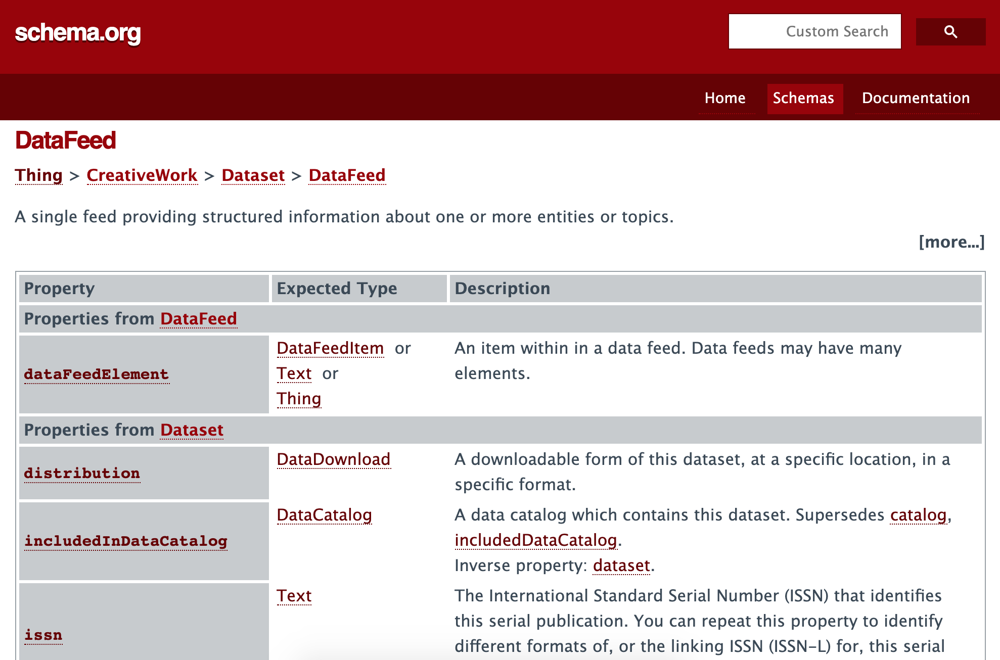 schema.org
Custom Search
Home Schemas Documentation
DataFeed
Thing > CreativeWork > Dataset > DataFeed
A single feed providing structured information about one or more entities or topics.
[more...]
Property Expected Type Description
Properties from DataFeed
dataFeedElement
DataFeedItem or
Text or
Thing
An item within in a data feed. Data feeds may have many
elements.
Properties from Dataset
distribution
DataDownload
A downloadable form of this dataset, at a specific location, in a
specific format.
includedInDataCatalog
DataCatalog
A data catalog which contains this dataset. Supersedes catalog,
includedDataCatalog.
Inverse property: dataset.
issn
Text
The International Standard Serial Number (ISSN) that identifies
this serial publication. You can repeat this property to identify
different formats of, or the linking ISSN (ISSN-L) for, this serial